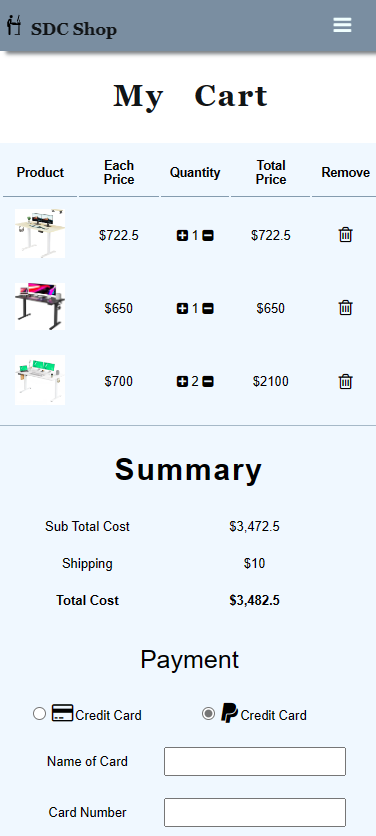 SDC Shop
My Cart
Product Each Price Quantity Total Price Remove
$722.5 1 $722.5
$650 1 $650
$700 2 $2100
Summary
Sub Total Cost $3,472.5
Shipping $10
Total Cost $3,482.5
Payment
Credit Card Credit Card
Name of Card
Card Number